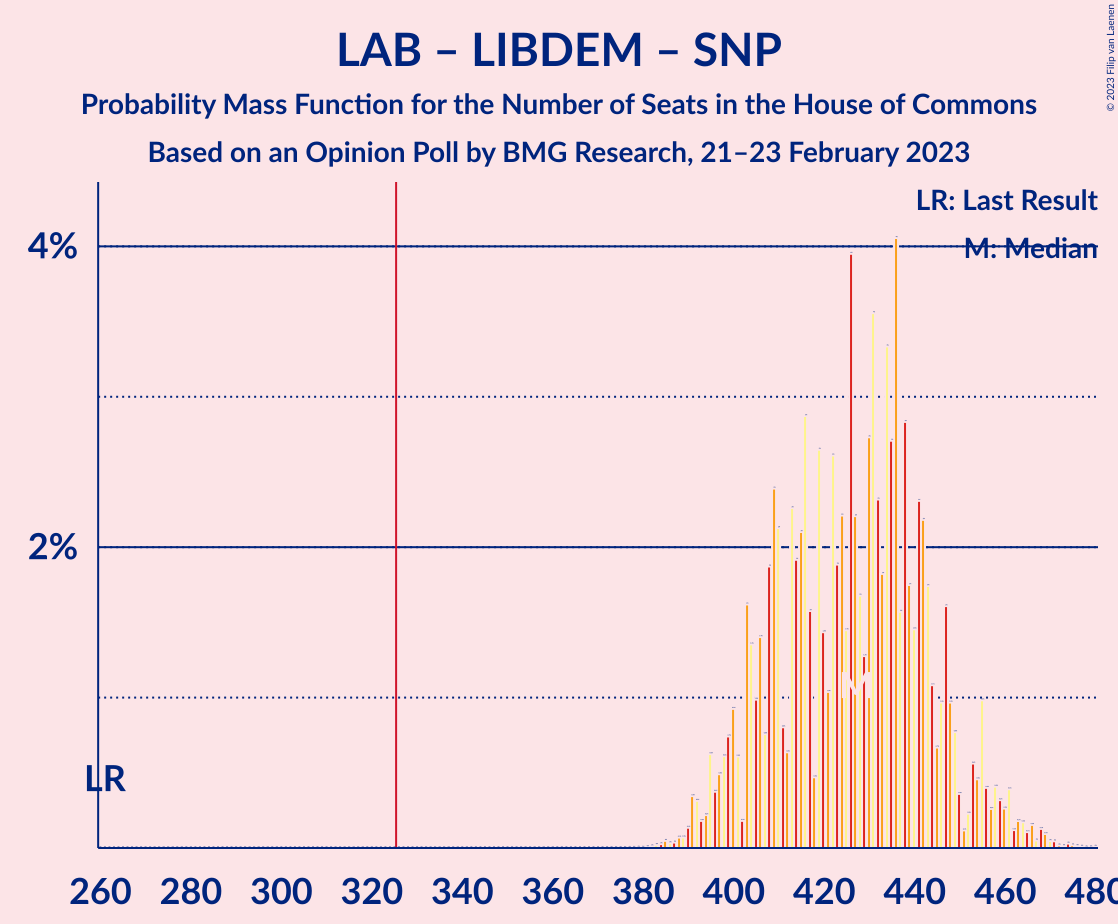 LAB – LIBDEM – SNP
Probability Mass Function for the Number of Seats in the House of Commons
Based on an Opinion Poll by BMG Research, 21–23 February 2023
© 2023 Filip van Laenen
LR: Last Result
M: Median
4%
2%
M
LR
260 280 300 320 340 360 380 400 420 440 460 480